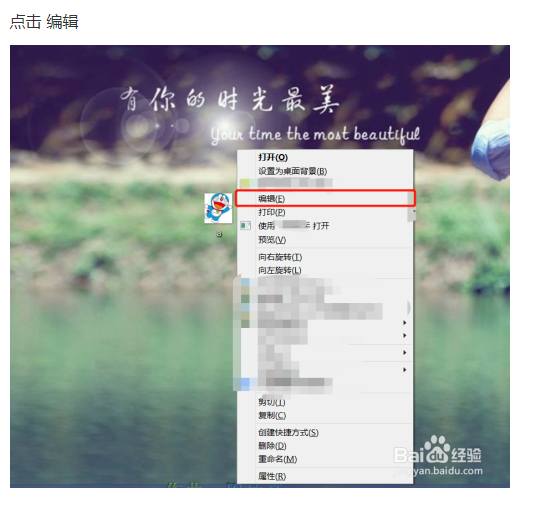 点击 编辑
有你的时光最美
Your time the most beautiful
打开(O)
设置为桌面背景(B)
编辑(E)
打印(P)
使用 打开
预览(V)
向右旋转(T)
向左旋转(L)
a
剪切(T)
复制(C)
创建快捷方式(S)
删除(D)
重命名(M)
属性(R)
Bai 经验
jingyan.baidu.com